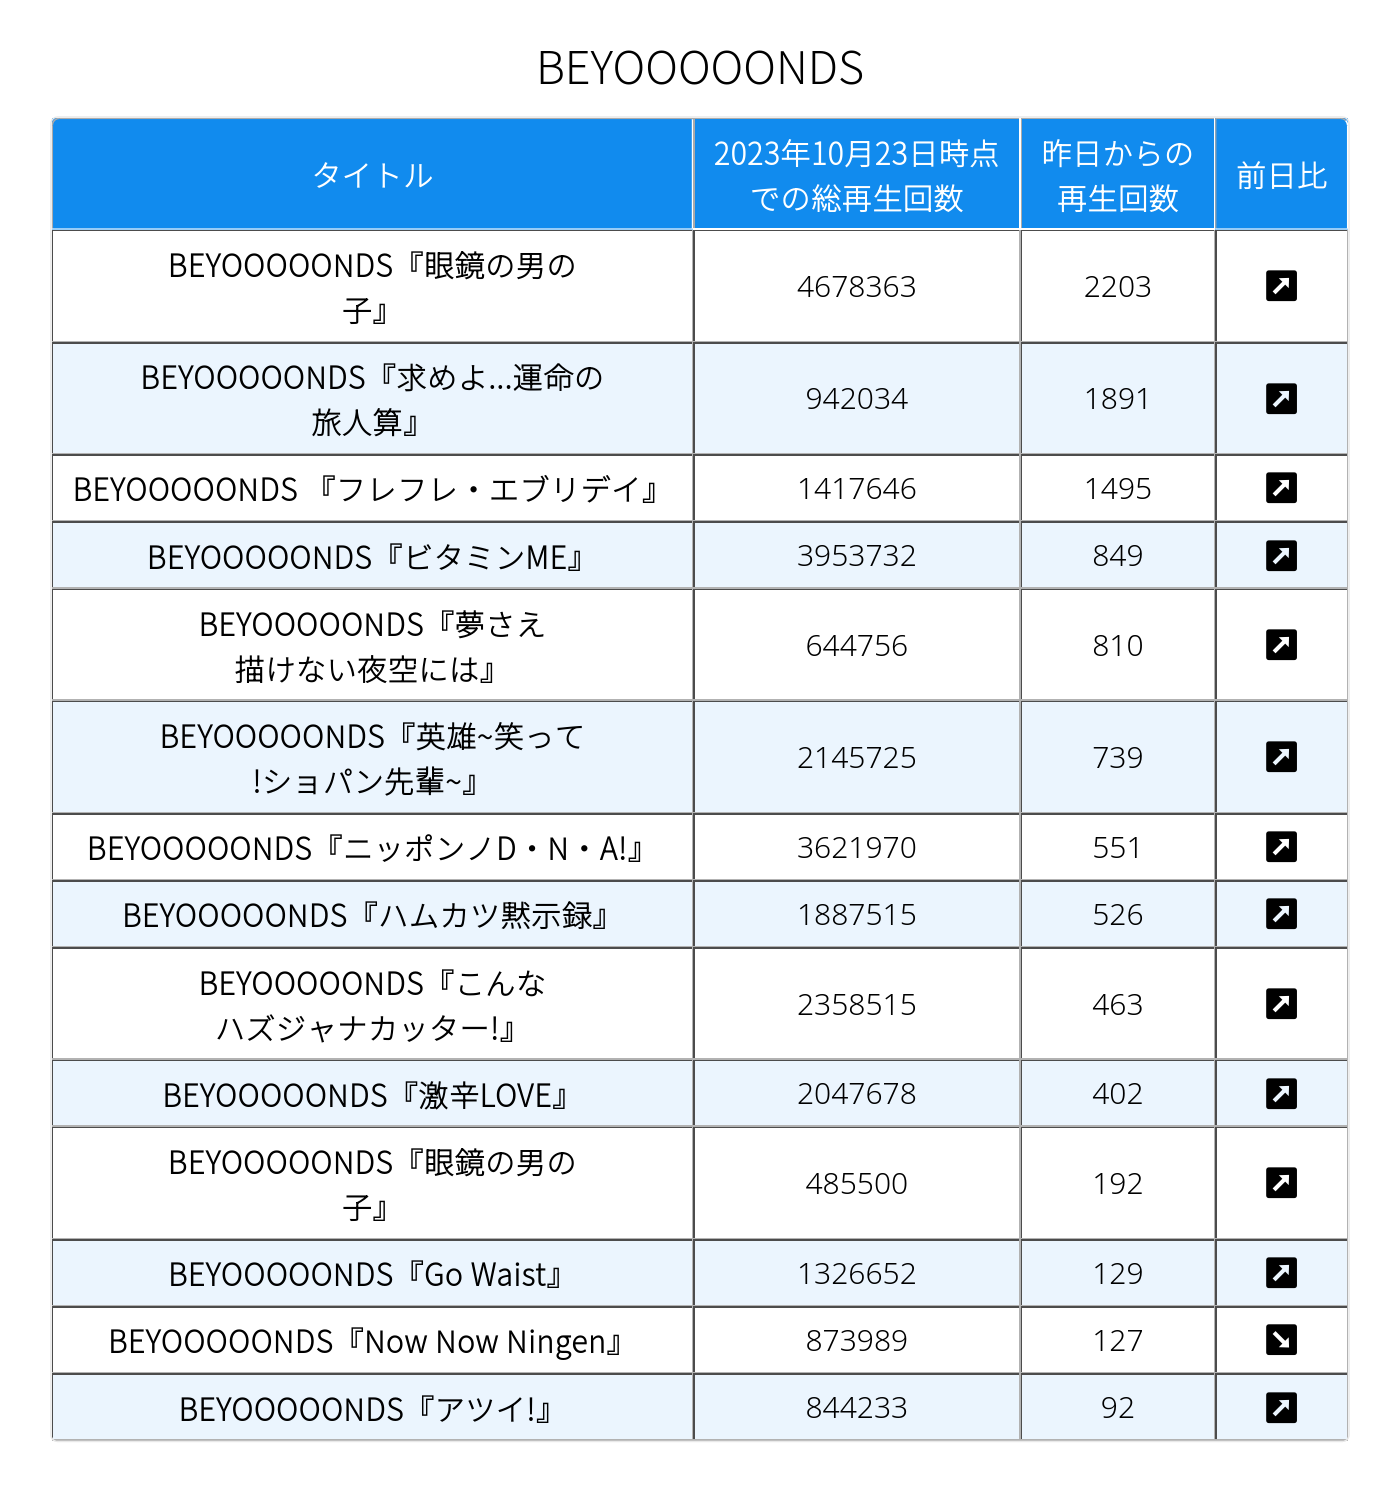 BEYOOOOONDS
タイトル
2023年10月23日時点
での総再生回数
昨日からの
再生回数
前日比
BEYOOOOONDS『眼鏡の男の
子』
4678363
2203
BEYOOOOONDS『求めよ...運命の
旅人算』
942034
1891
BEYOOOOONDS 『フレフレ・エブリデイ』
1417646
1495
BEYOOOOONDS『ビタミンME』
3953732
849
BEYOOOOONDS『夢さえ
描けない夜空には』
644756
810
BEYOOOOONDS『英雄~笑って
!ショパン先輩~』
2145725
739
BEYOOOOONDS『ニッポンノD・N・A!』
3621970
551
BEYOOOOONDS『ハムカツ黙示録』
1887515
526
BEYOOOOONDS『こんな
ハズジャナカッター!』
2358515
463
BEYOOOOONDS『激辛LOVE』
2047678
402
BEYOOOOONDS『眼鏡の男の
子』
485500
192
BEYOOOOONDS『Go Waist』
1326652
129
BEYOOOOONDS『Now Now Ningen』
873989
127
BEYOOOOONDS『アツイ!』
844233
92